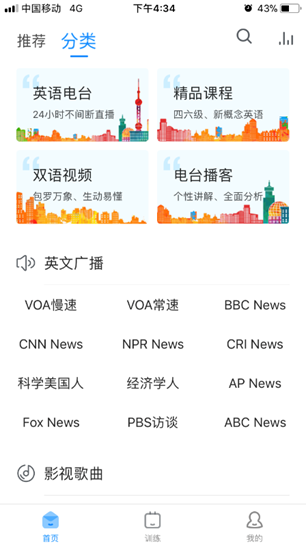 中国移动 4G 下午4:34 43%
推荐 分类
英语电台 精品课程
24小时不间断直播 四六级、新概念英语
双语视频 电台播客
包罗万象、生动易懂 个性讲解、全面分析
英文广播
VOA慢速 VOA常速 BBC News
CNN News NPR News CRI News
科学美国人 经济学人 AP News
Fox News PBS访谈 ABC News
影视歌曲
首页 训练 我的